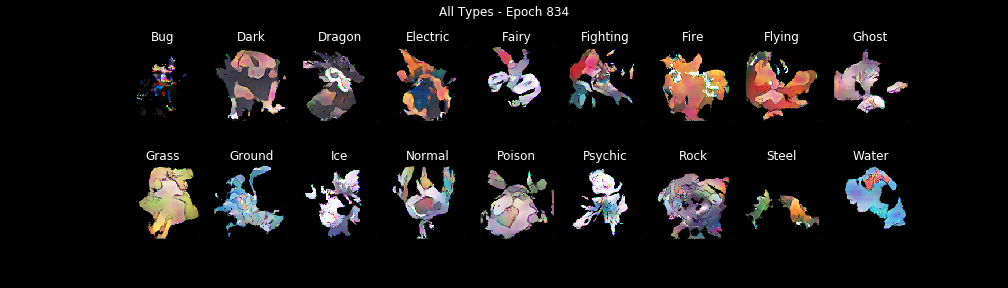 All Types - Epoch 834
Bug Dark Dragon Electric Fairy Fighting Fire Flying Ghost
Grass Ground Ice Normal Poison Psychic Rock Steel Water